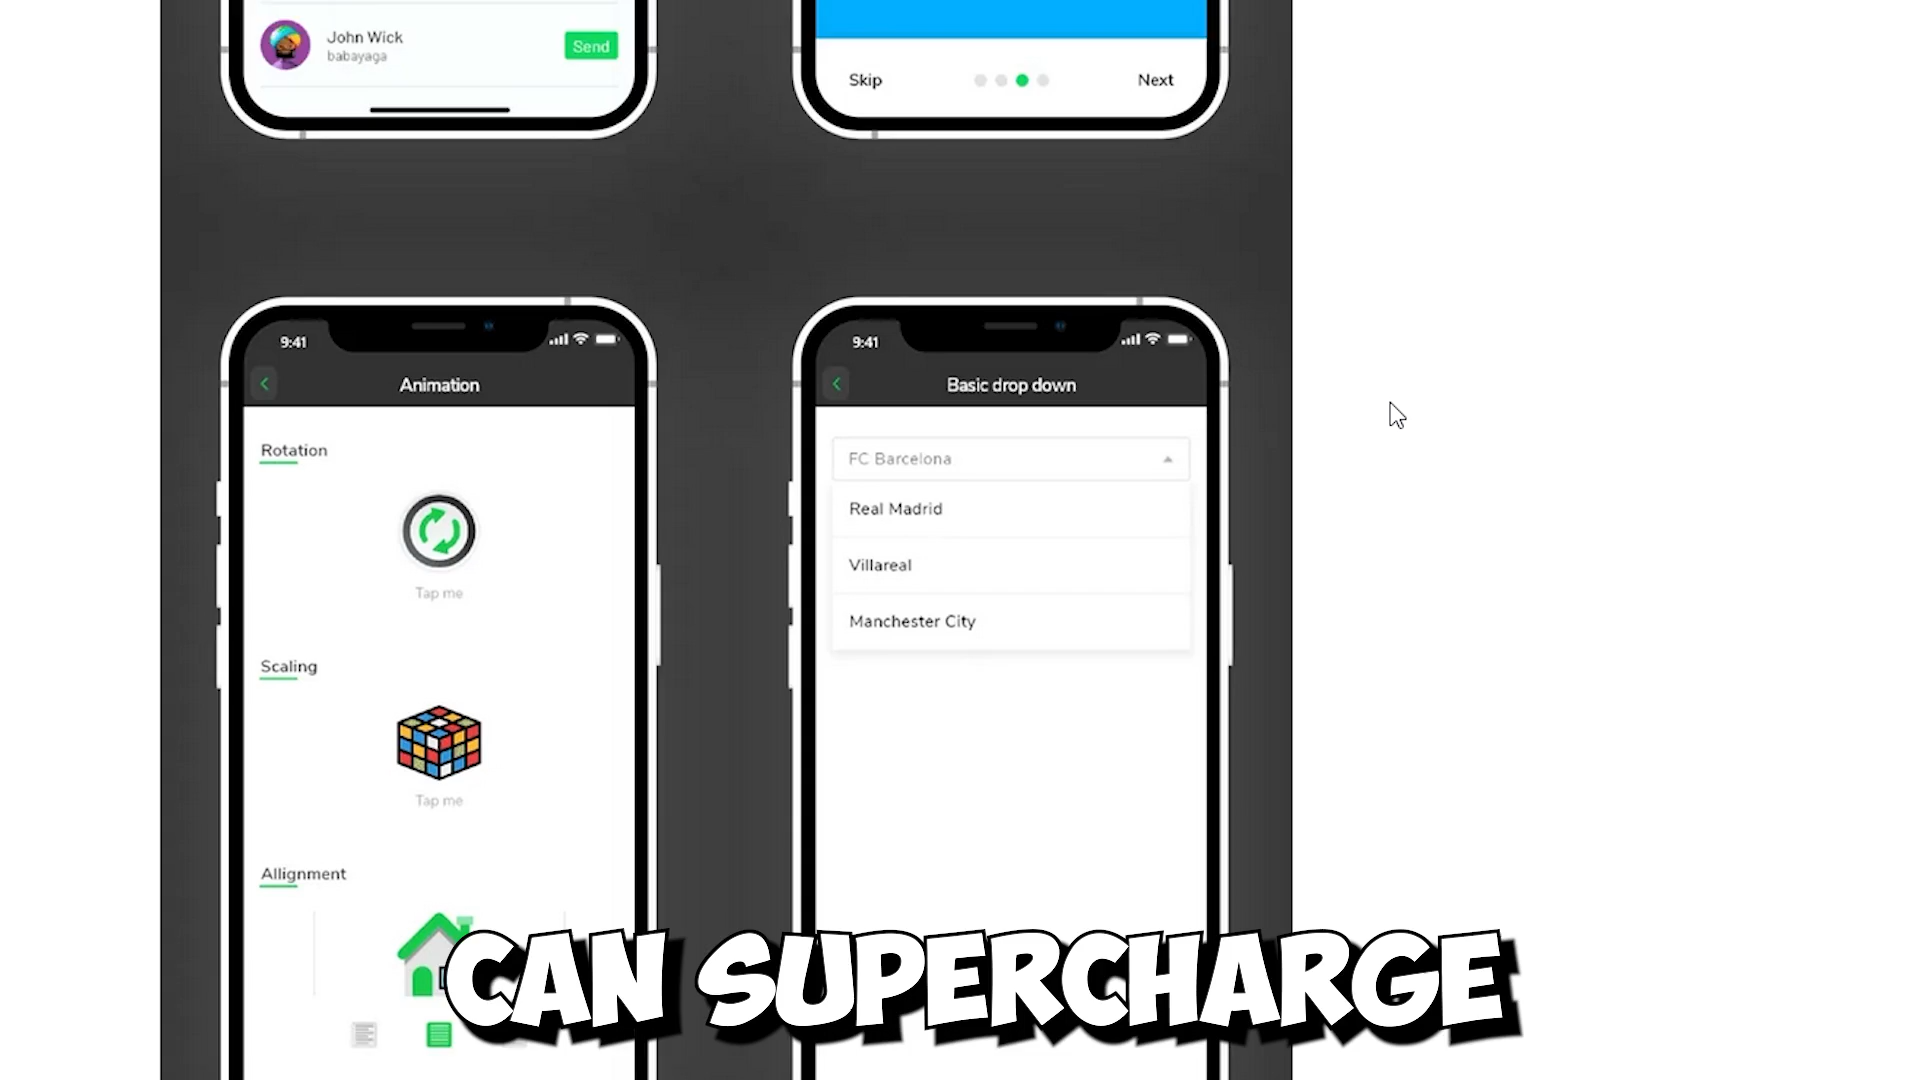 John Wick
babayaga
Send
Skip
Next
9:41
Animation
Rotation
Tap me
Scaling
Tap me
Allignment
9:41
Basic drop down
FC Barcelona
Real Madrid
Villareal
Manchester City
CAN SUPERCHARGE